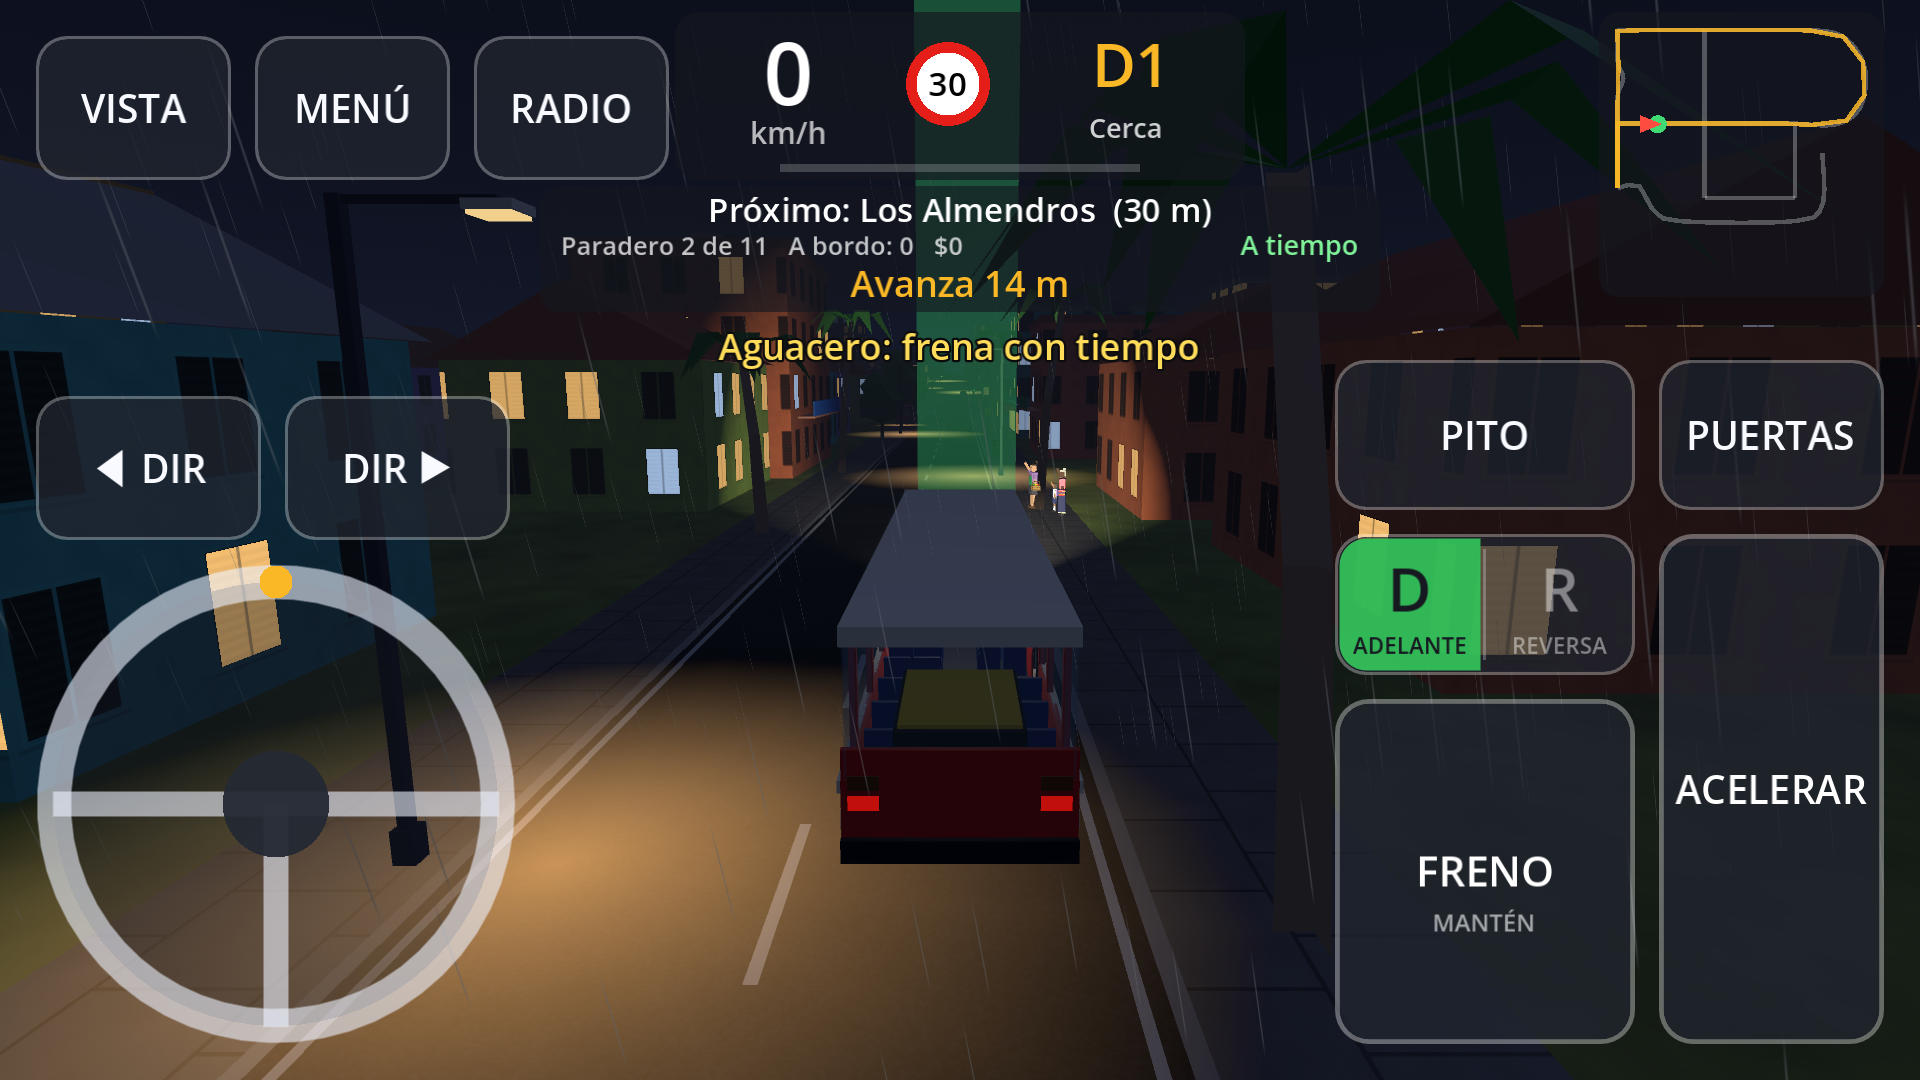 VISTA
MENÚ
RADIO
0
km/h
30
D1
Cerca
Próximo: Los Almendros (30 m)
Paradero 2 de 11 A bordo: 0 $0
A tiempo
Avanza 14 m
Aguacero: frena con tiempo
◀ DIR
DIR ▶
PITO
PUERTAS
D
ADELANTE
R
REVERSA
ACELERAR
FRENO
MANTÉN